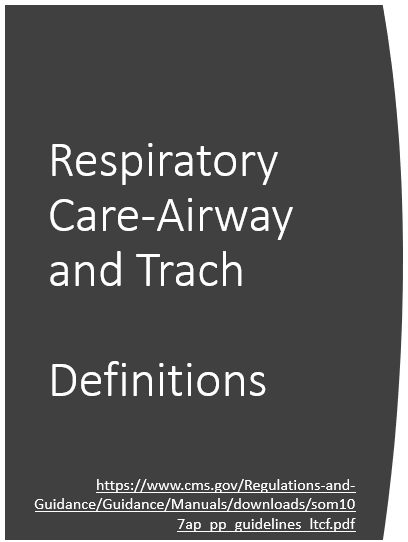 Respiratory
Care-Airway
and Trach
Definitions
https://www.cms.gov/Regulations-and-
Guidance/Guidance/Manuals/downloads/som10
7ap_pp_guidelines_ltcf.pdf